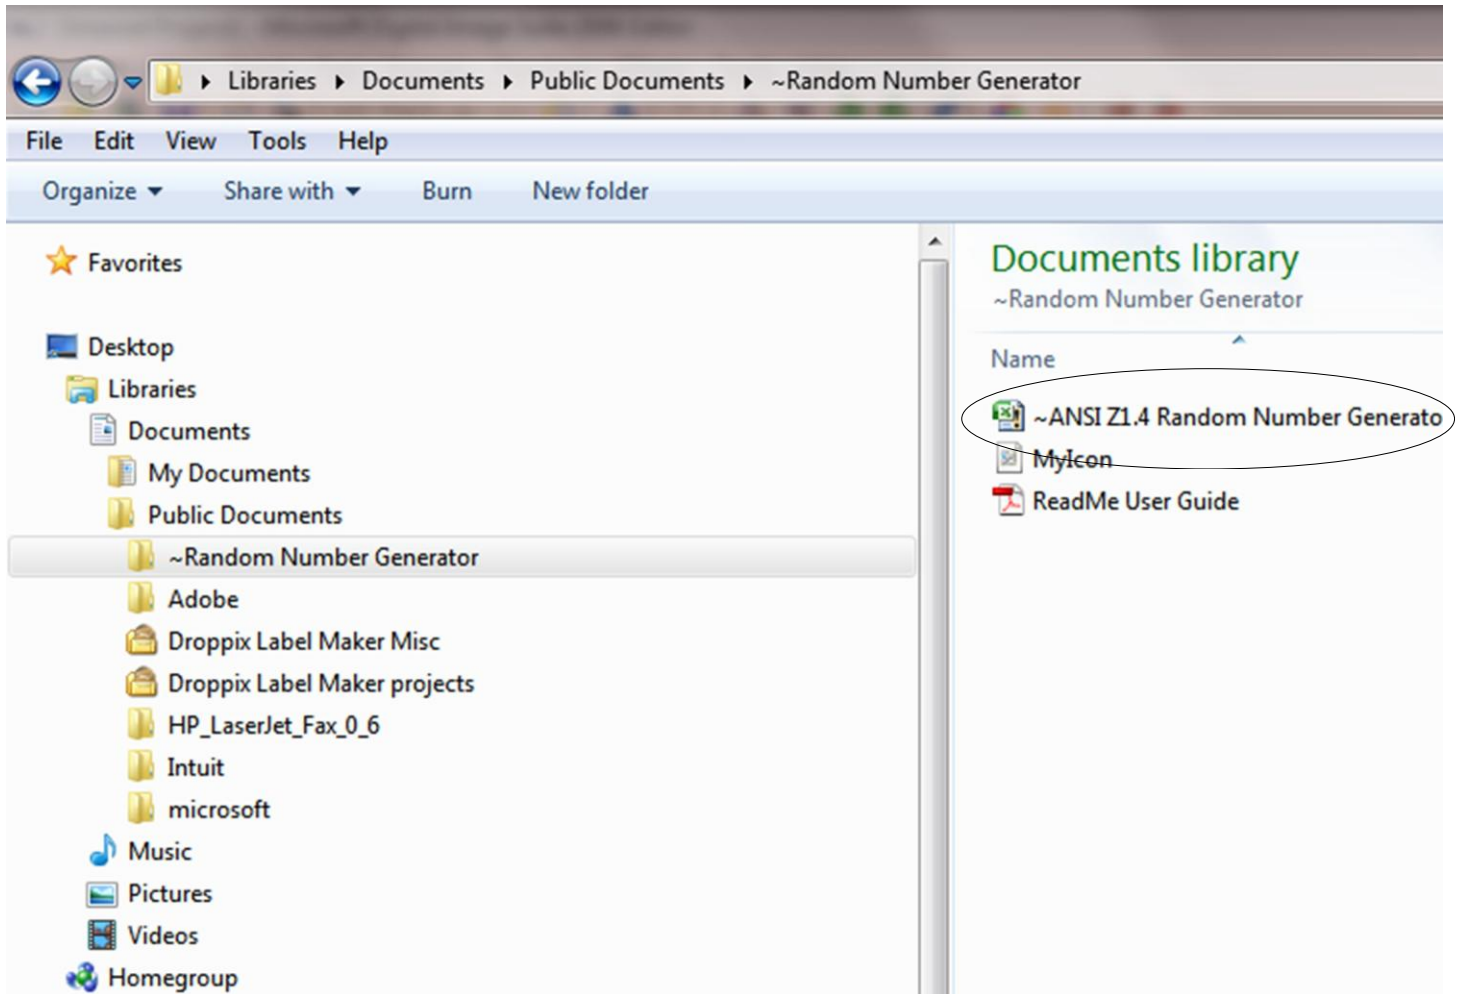 Libraries ▸ Documents ▸ Public Documents ▸ ~Random Number Generator
File Edit View Tools Help
Organize Share with Burn New folder
Favorites
Desktop
Libraries
Documents
My Documents
Public Documents
~Random Number Generator
Adobe
Droppix Label Maker Misc
Droppix Label Maker projects
HP_LaserJet_Fax_0_6
Intuit
microsoft
Music
Pictures
Videos
Homegroup
Documents library
~Random Number Generator
Name
~ANSI Z1.4 Random Number Generato
MyIcon
ReadMe User Guide